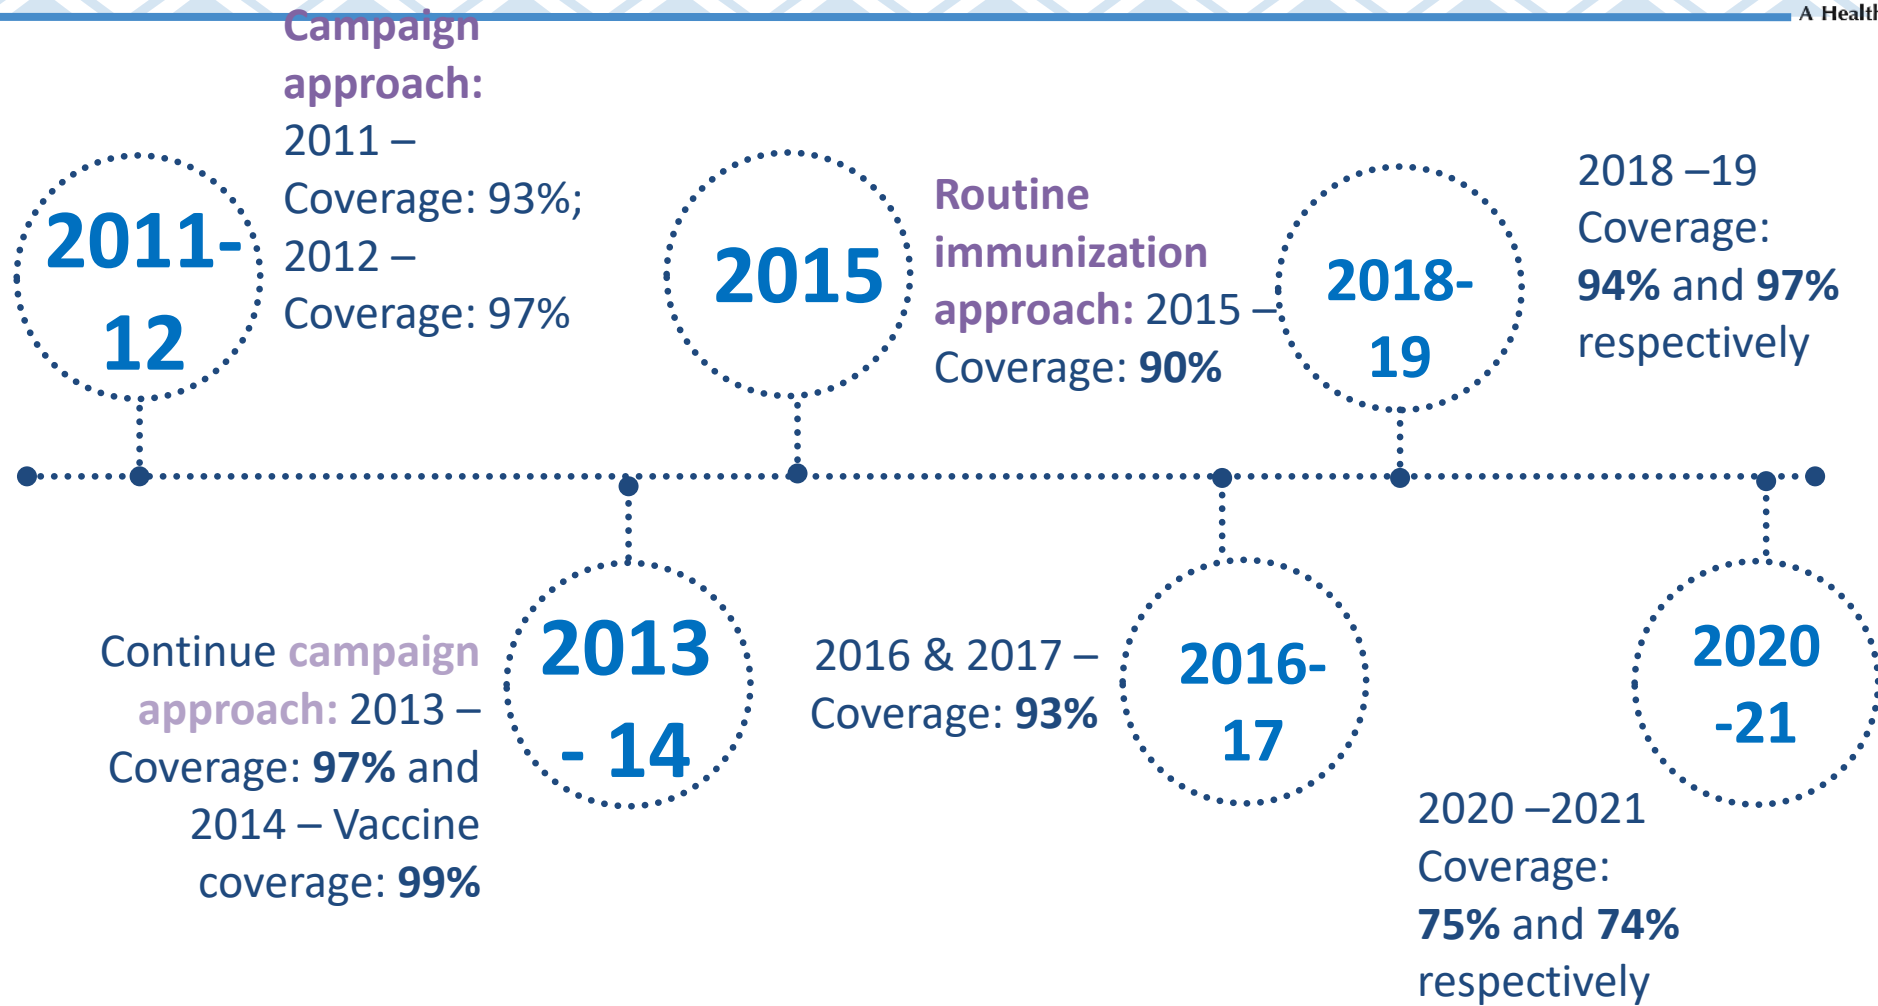 A Health
Campaign
approach:
2011 –
Coverage: 93%;
2012 –
Coverage: 97%
2011-
12
2015
Routine
immunization
approach: 2015 –
Coverage: 90%
2018-
19
2018 –19
Coverage:
94% and 97%
respectively
Continue campaign
approach: 2013 –
Coverage: 97% and
2014 – Vaccine
coverage: 99%
2013
- 14
2016 & 2017 –
Coverage: 93%
2016-
17
2020
-21
2020 –2021
Coverage:
75% and 74%
respectively